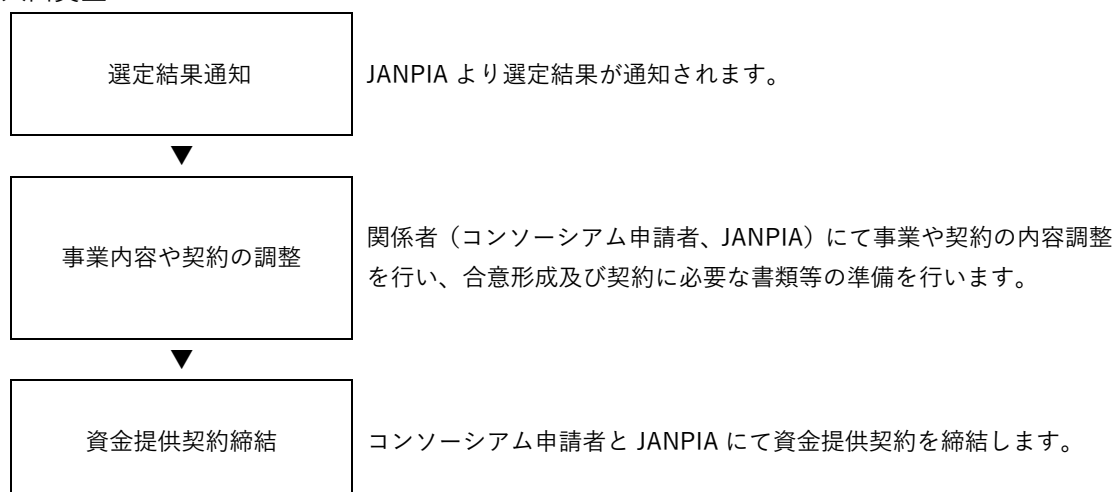 選定結果通知
JANPIA より選定結果が通知されます。
▼
事業内容や契約の調整
関係者（コンソーシアム申請者、JANPIA）にて事業や契約の内容調整
を行い、合意形成及び契約に必要な書類等の準備を行います。
▼
資金提供契約締結
コンソーシアム申請者と JANPIA にて資金提供契約を締結します。